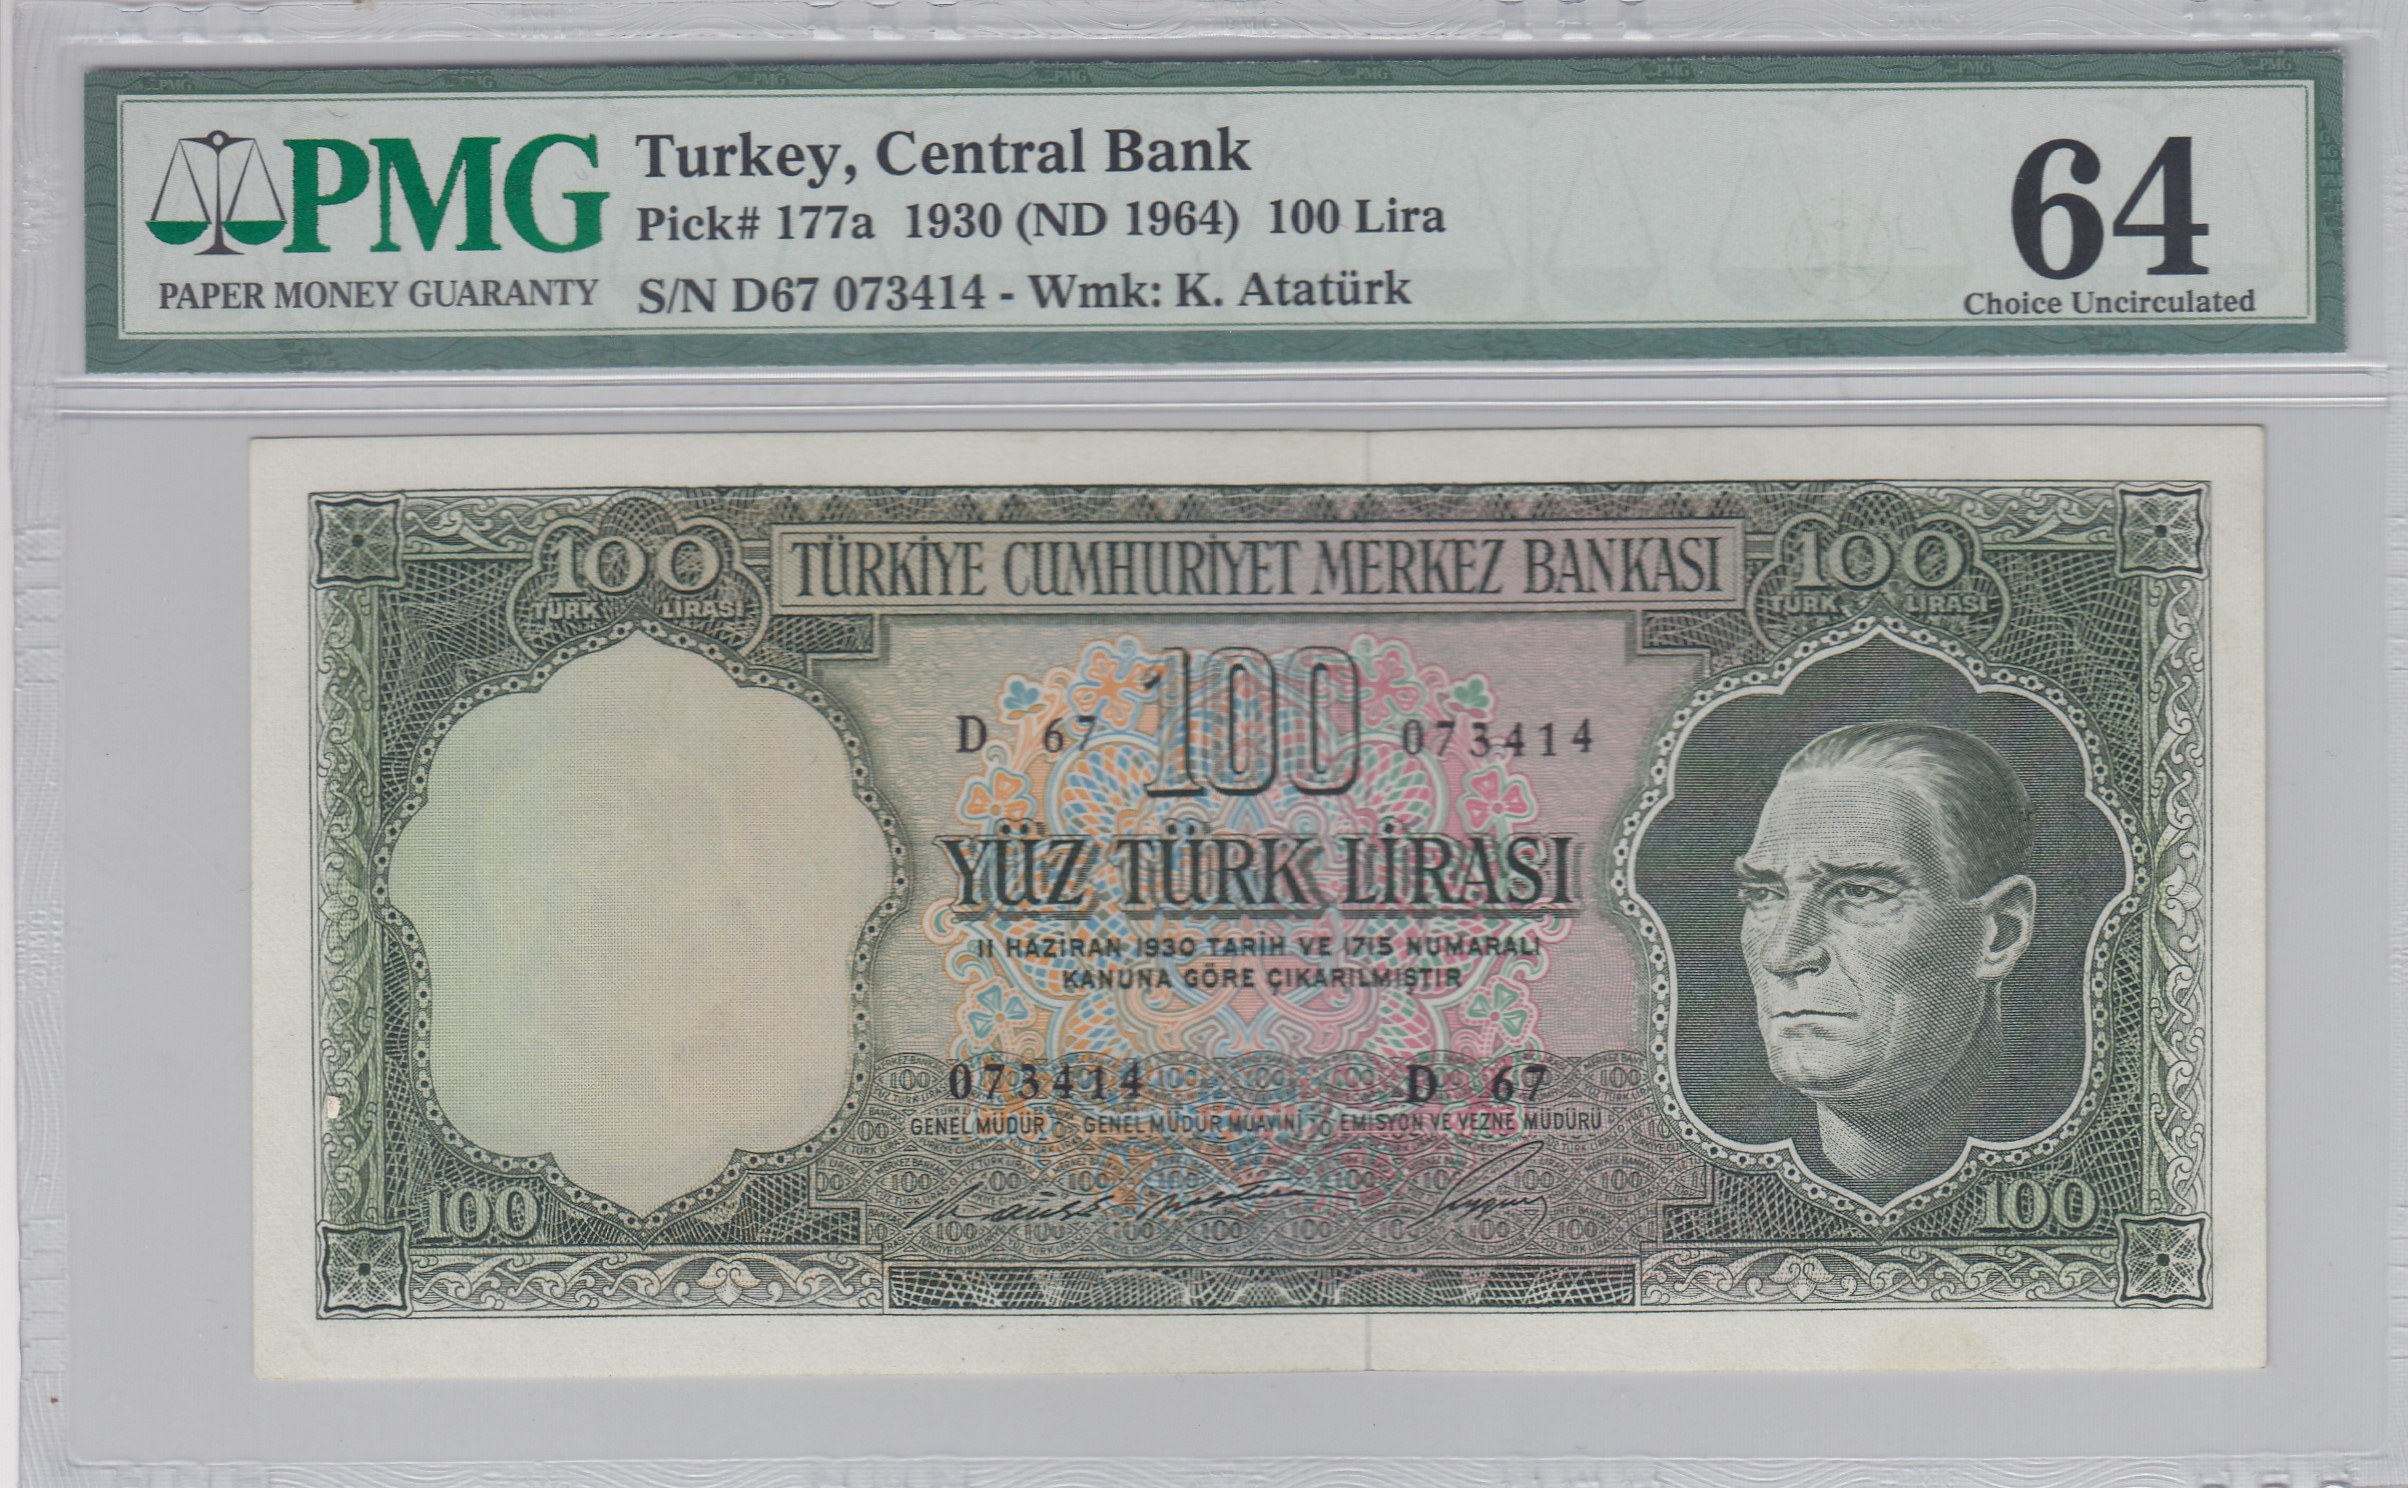 PMG
PAPER MONEY GUARANTY
Turkey, Central Bank
Pick# 177a 1930 (ND 1964) 100 Lira
S/N D67 073414 - Wmk: K. Atatürk
64
Choice Uncirculated
100
TÜRK LİRASI
TÜRKİYE CUMHURİYET MERKEZ BANKASI
100
TÜRK LİRASI
100
D 67 073414
YÜZ TÜRK LİRASI
11 HAZİRAN 1930 TARİH VE 1715 NUMARALI
KANUNA GÖRE ÇIKARILMIŞTIR
073414 D 67
GENEL MÜDÜR GENEL MÜDÜR MUAVİNİ EMİSYON VE VEZNE MÜDÜRÜ
100 100